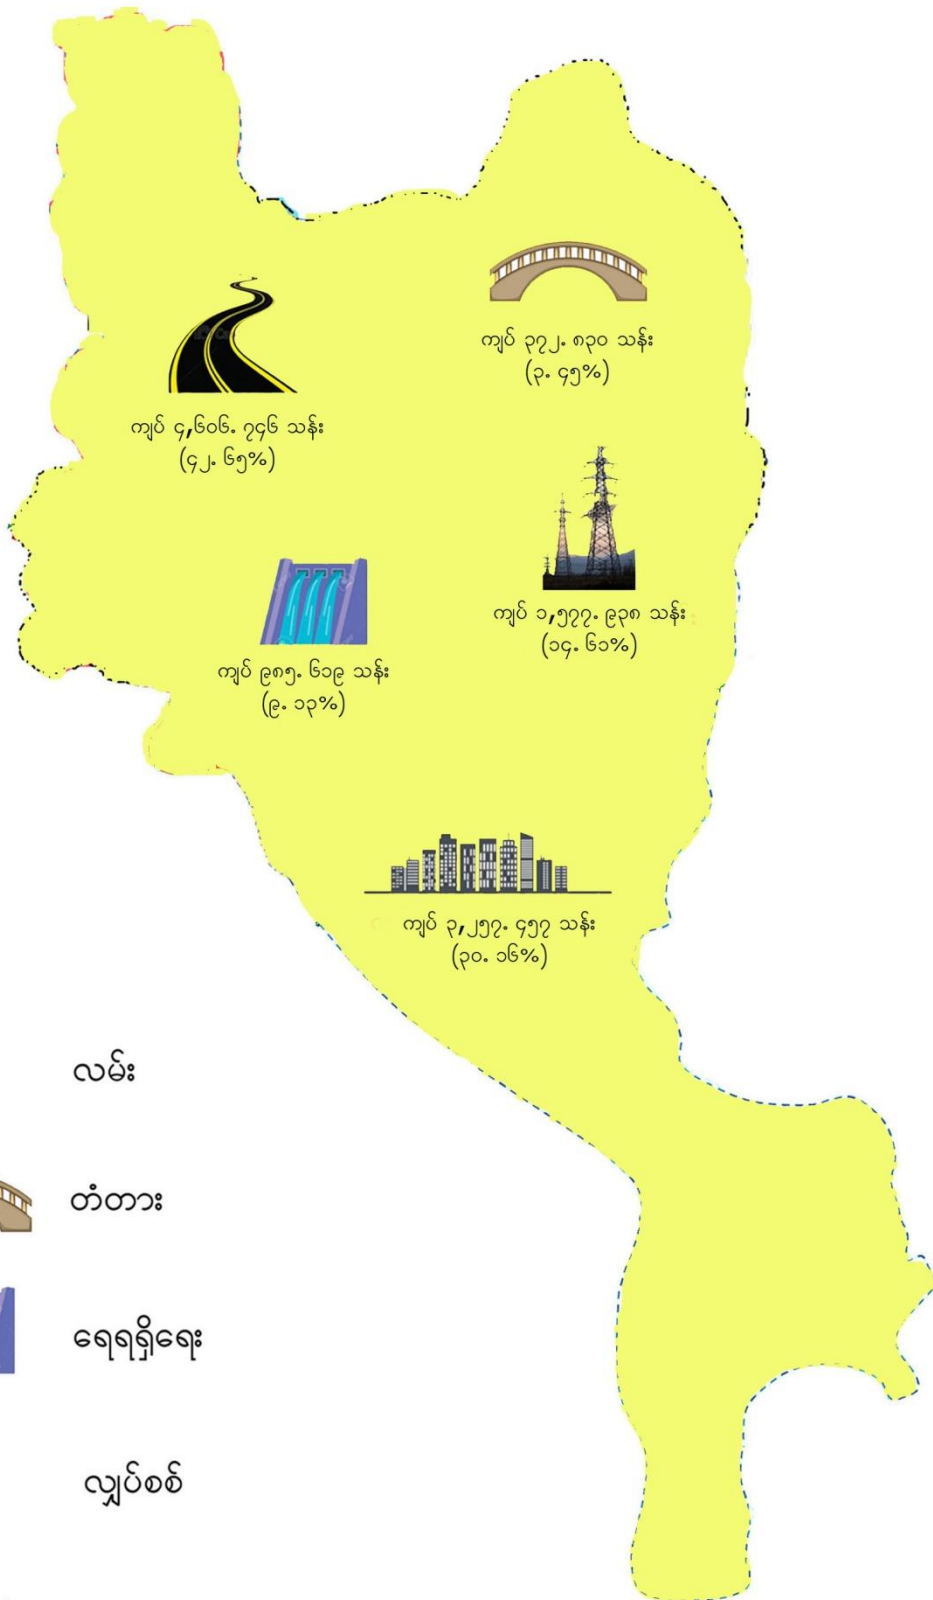 ကျပ် ၃၇၂. ၈၃၀ သန်း
(၃. ၄၅%)
ကျပ် ၄,၆၀၆. ၇၄၆ သန်း
(၄၂. ၆၅%)
ကျပ် ၁,၅၇၇. ၉၃၈ သန်း
(၁၄. ၆၁%)
ကျပ် ၉၈၅. ၆၁၉ သန်း
(၉. ၁၃%)
ကျပ် ၃,၂၅၇. ၄၅၇ သန်း
(၃၀. ၁၆%)
လမ်း
တံတား
ရေရရှိရေး
လျှပ်စစ်